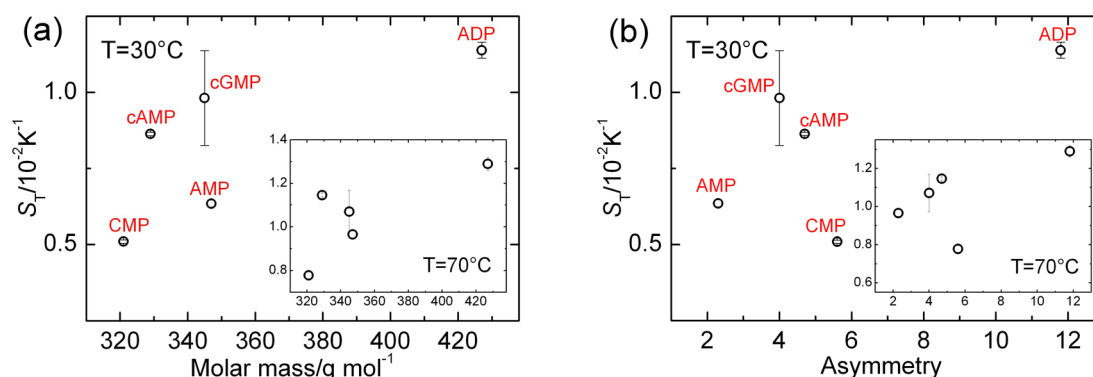 (a)
T=30°C
ADP
cGMP
cAMP
AMP
CMP
1.0
0.5
S_T/10^-2K^-1
1.4
1.2
1.0
0.8
T=70°C
320 340 360 380 400 420
320 340 360 380 400 420
Molar mass/g mol^-1
(b)
T=30°C
ADP
cGMP
cAMP
AMP
CMP
1.0
0.5
S_T/10^-2K^-1
1.2
1.0
0.8
0.6
T=70°C
2 4 6 8 10 12
2 4 6 8 10 12
Asymmetry